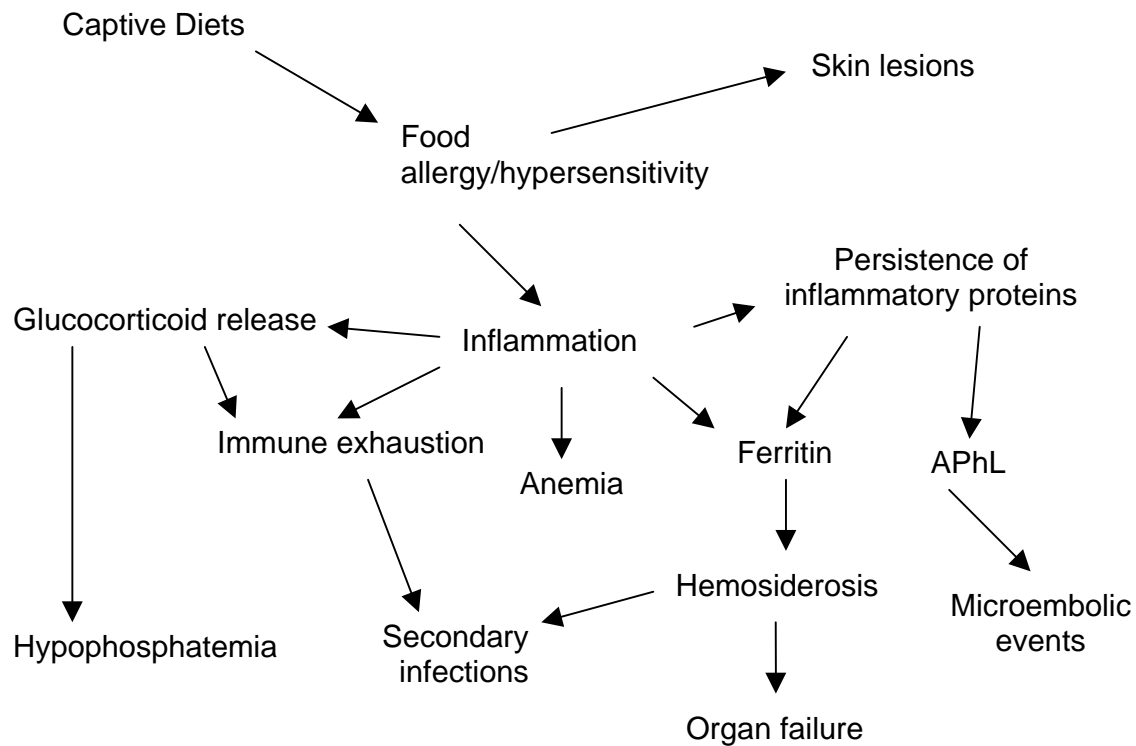 Captive Diets
Skin lesions
Food
allergy/hypersensitivity
Persistence of
inflammatory proteins
Glucocorticoid release
Inflammation
Immune exhaustion
Ferritin
APhL
Anemia
Hemosiderosis
Microembolic
events
Hypophosphatemia
Secondary
infections
Organ failure